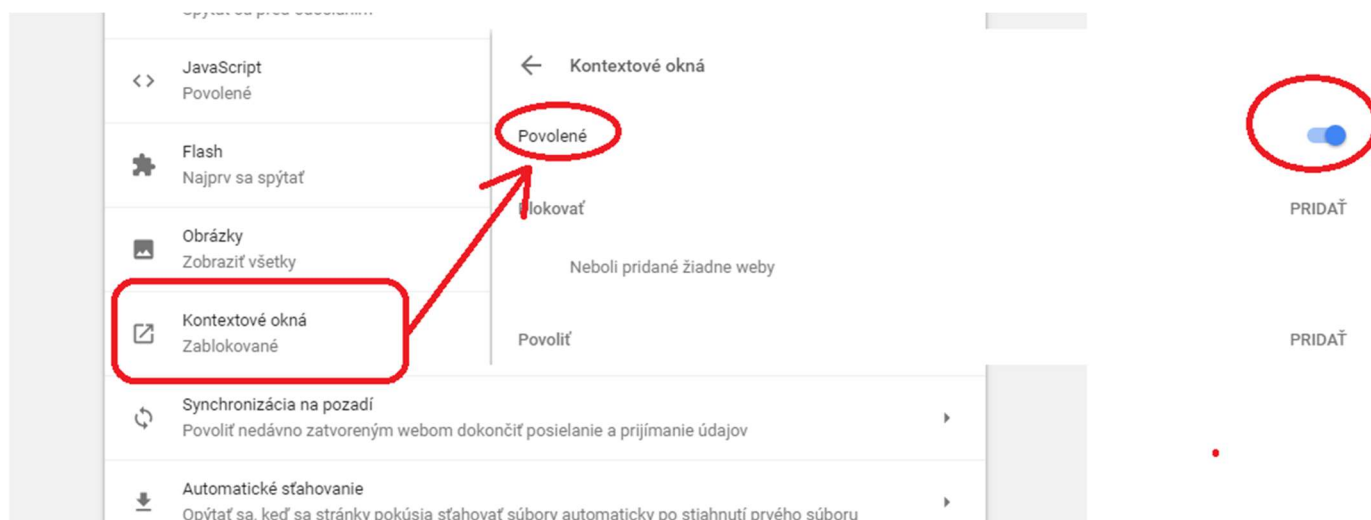 JavaScript
Povolené
Flash
Najprv sa spýtať
Obrázky
Zobraziť všetky
Kontextové okná
Zablokované
Synchronizácia na pozadí
Povoliť nedávno zatvoreným webom dokončiť posielanie a prijímanie údajov
Automatické sťahovanie
Opýtať sa, keď sa stránky pokúsia sťahovať súbory automaticky po stiahnutí prvého súboru
Kontextové okná
Povolené
Blokovať PRIDAŤ
Neboli pridané žiadne weby
Povoliť PRIDAŤ